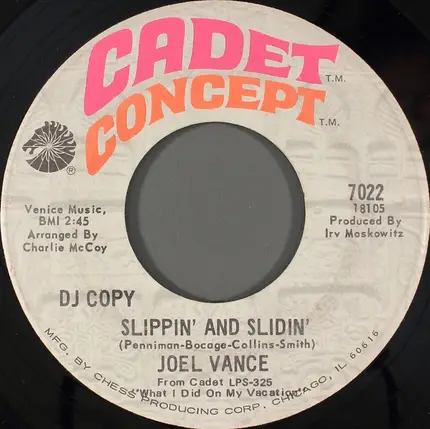 CADET
T.M.
CONCEPT
T.M.
®
Venice Music,
BMI 2:45
Arranged By
Charlie McCoy
7022
18105
Produced By
Irv Moskowitz
DJ COPY
SLIPPIN' AND SLIDIN'
(Penniman-Bocage-Collins-Smith)
JOEL VANCE
From Cadet LPS-325
"What I Did On My Vacation"
MFG. BY CHESS PRODUCING CORP. CHICAGO, IL 60616